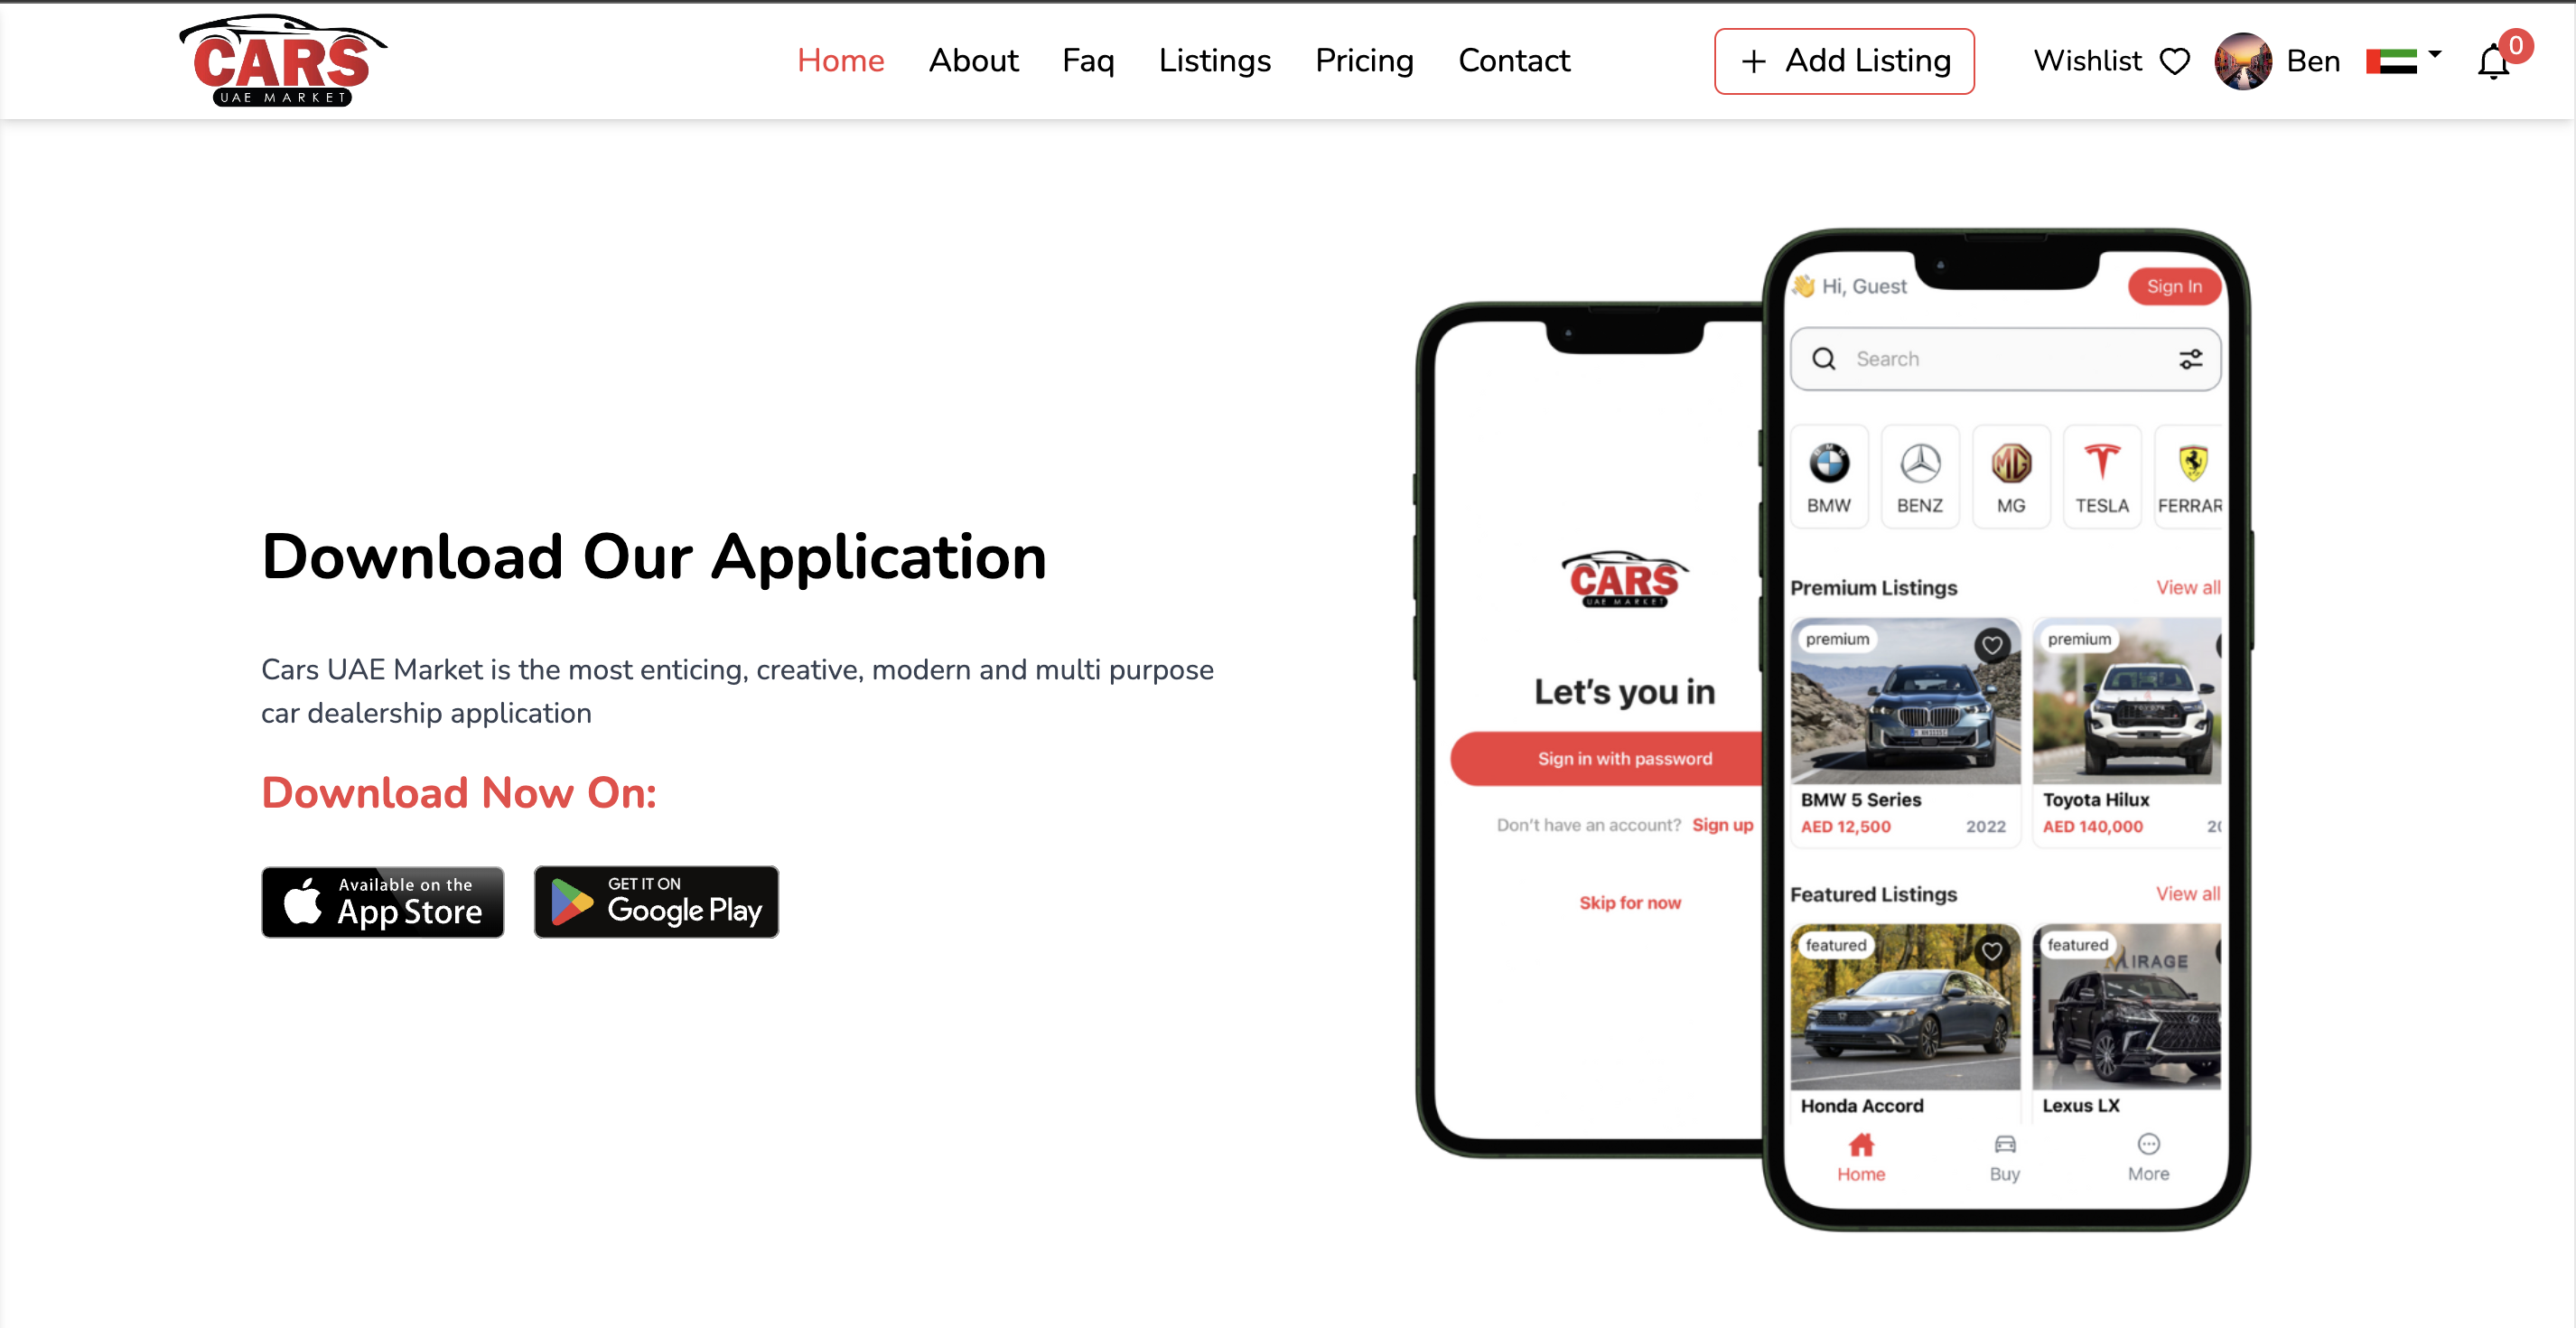 CARS
UAE MARKET
Home About Faq Listings Pricing Contact
+ Add Listing
Wishlist
Ben
0
Download Our Application
Cars UAE Market is the most enticing, creative, modern and multi purpose
car dealership application
Download Now On:
Available on the
App Store
GET IT ON
Google Play
CARS
UAE MARKET
Let's you in
Sign in with password
Don't have an account? Sign up
Skip for now
Hi, Guest
Sign In
Search
BMW BENZ MG TESLA FERRAR
Premium Listings View all
premium premium
BMW 5 Series Toyota Hilux
AED 12,500 2022 AED 140,000 20
Featured Listings View all
featured featured
MIRAGE
Honda Accord Lexus LX
Home Buy More